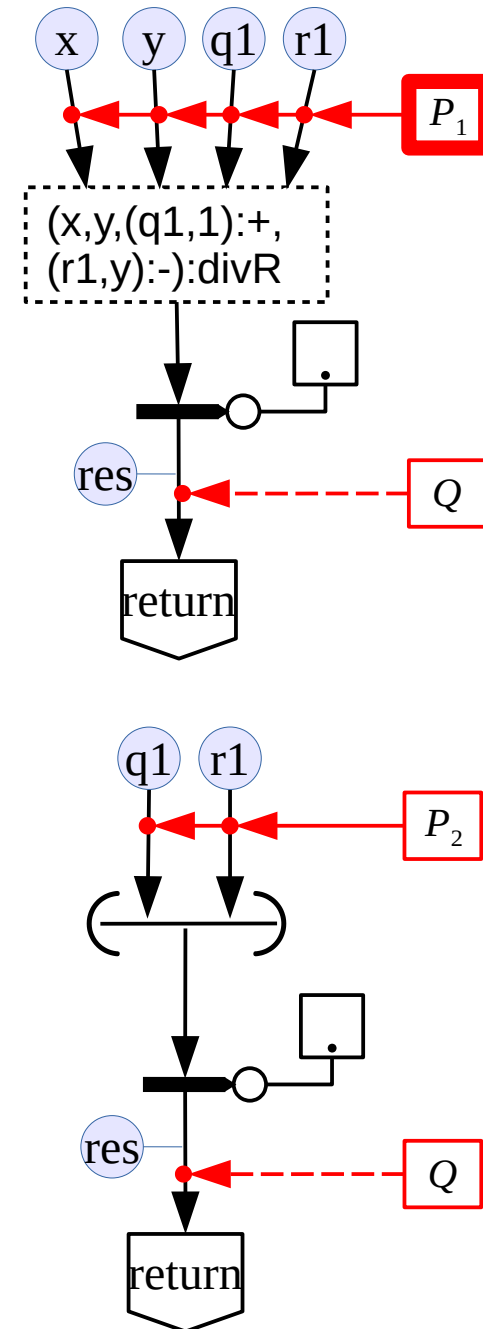 x y q1 r1
P1
(x,y,(q1,1):+,
(r1,y):-):divR
res
Q
return
q1 r1
P2
res
Q
return